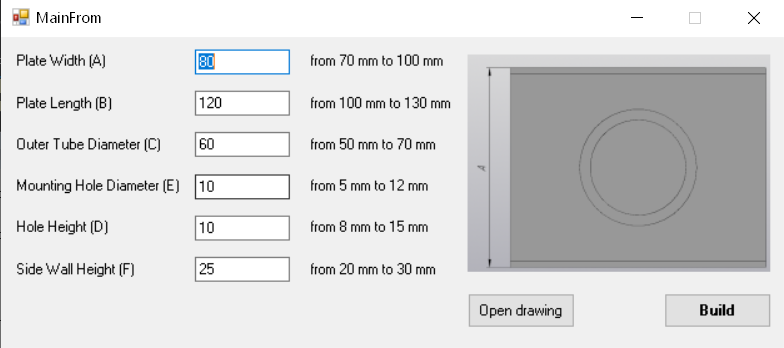 MainFrom
Plate Width (A) 80 from 70 mm to 100 mm
Plate Length (B) 120 from 100 mm to 130 mm
Outer Tube Diameter (C) 60 from 50 mm to 70 mm
Mounting Hole Diameter (E) 10 from 5 mm to 12 mm
Hole Height (D) 10 from 8 mm to 15 mm
Side Wall Height (F) 25 from 20 mm to 30 mm
A
Open drawing Build